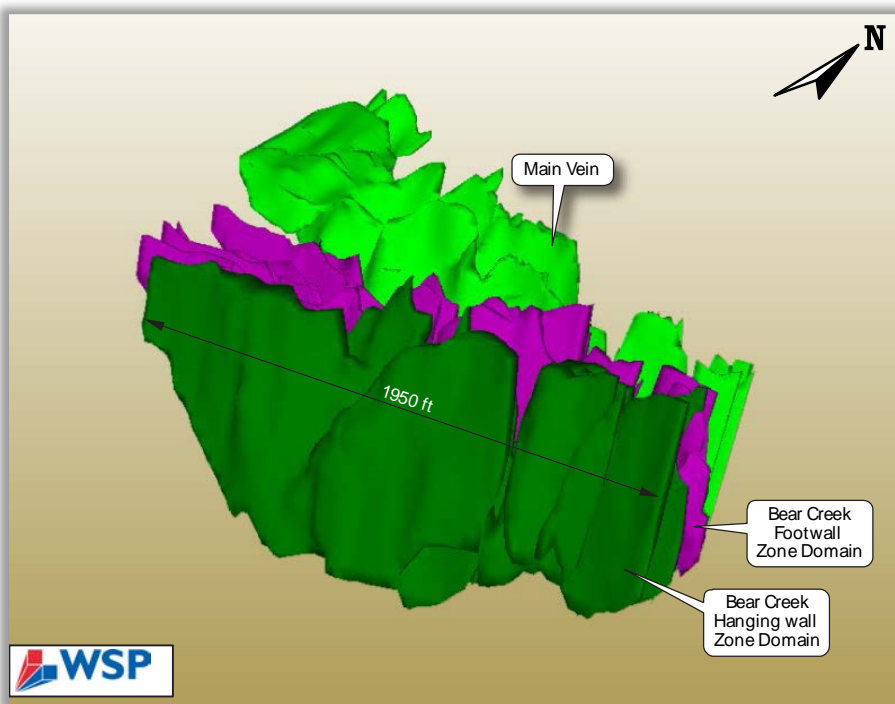 N
Main Vein
1950 ft
Bear Creek
Footwall
Zone Domain
Bear Creek
Hanging wall
Zone Domain
WSP